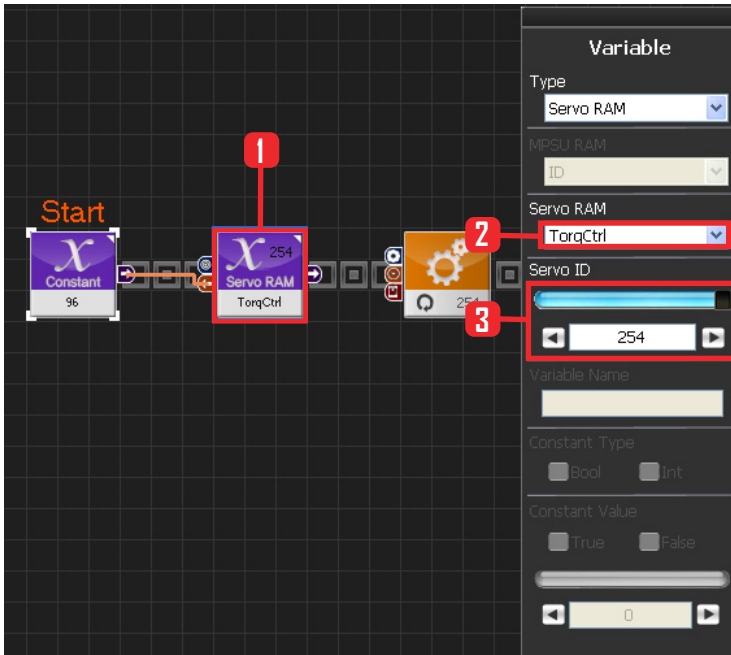 Start
Constant
96
1
254
Servo RAM
TorqCtrl
254
Variable
Type
Servo RAM
MPSU RAM
ID
Servo RAM
2
TorqCtrl
Servo ID
3
254
Variable Name
Constant Type
Bool Int
Constant Value
True False
0